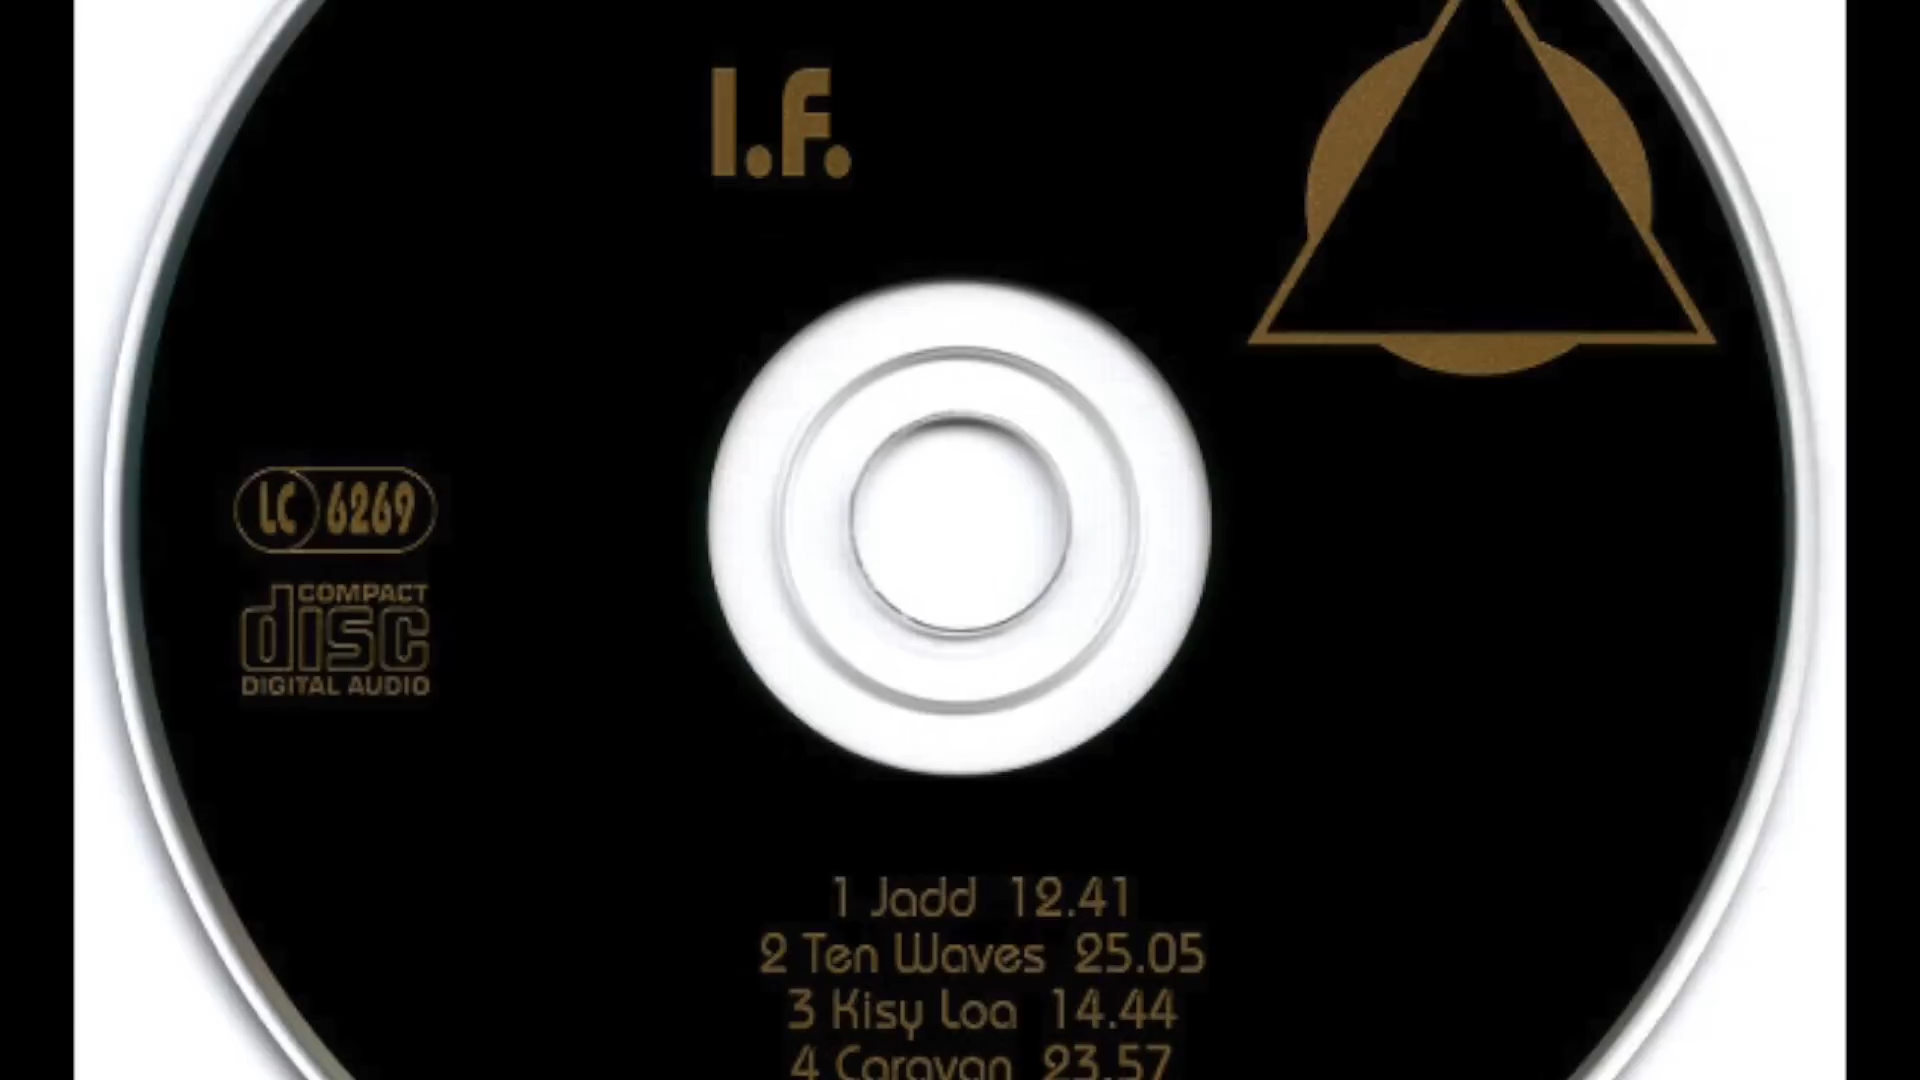 I.F.
LC 6269
COMPACT
disc
DIGITAL AUDIO
1 Jadd 12.41
2 Ten Waves 25.05
3 Kisy Loa 14.44
4 Caravan 23.57